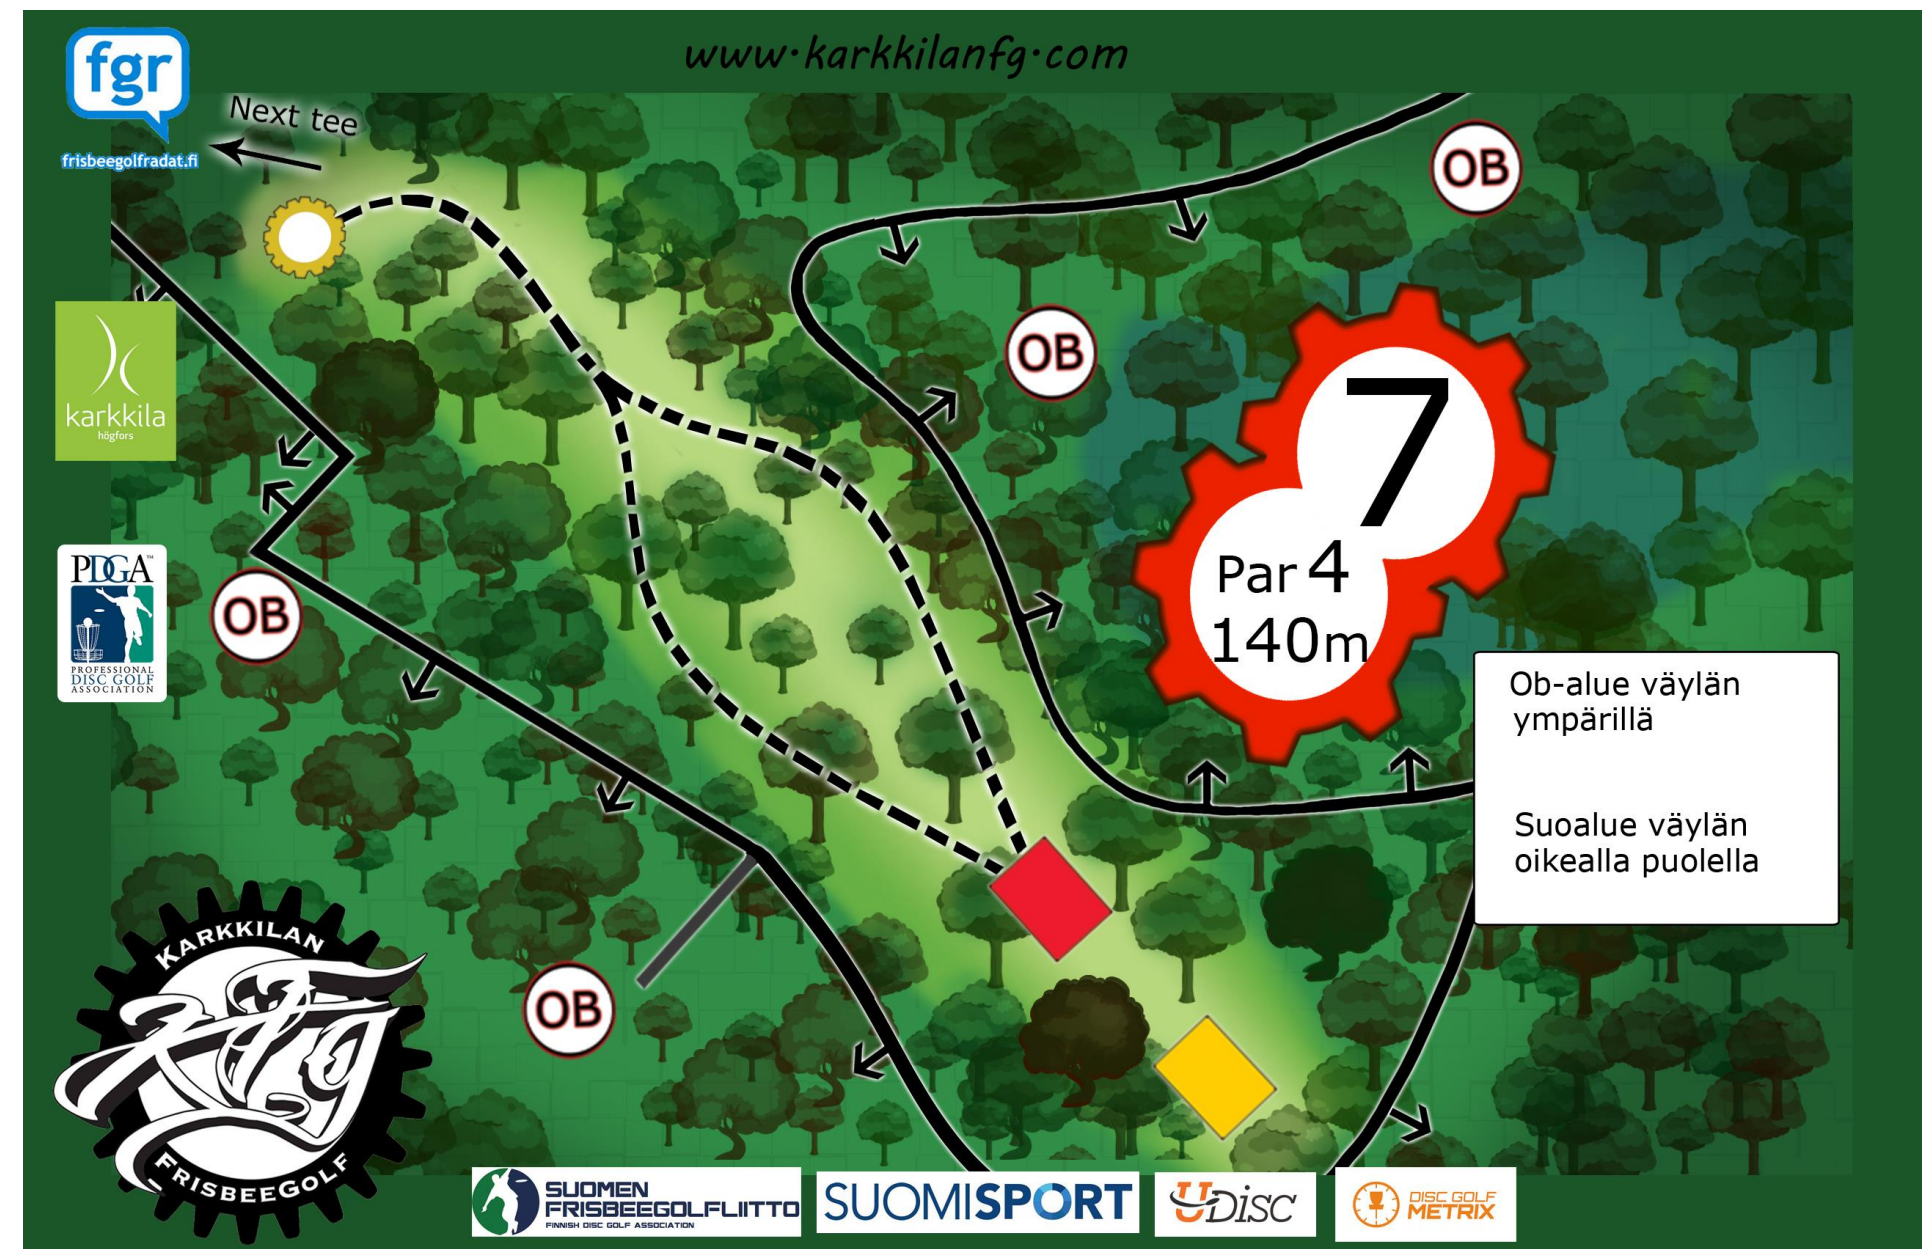 www.karkkilanfg.com
fgr
frisbeegolfradat.fi
Next tee
OB
OB
7
Par 4
140m
karkkila
högfors
PDGA™
PROFESSIONAL
DISC GOLF
ASSOCIATION
OB
Ob-alue väylän
ympärillä
Suoalue väylän
oikealla puolella
OB
KARKKILAN
KFg
FRISBEEGOLF
SUOMEN
FRISBEEGOLFLIITTO
FINNISH DISC GOLF ASSOCIATION
SUOMISPORT
UDisc
DISC GOLF
METRIX